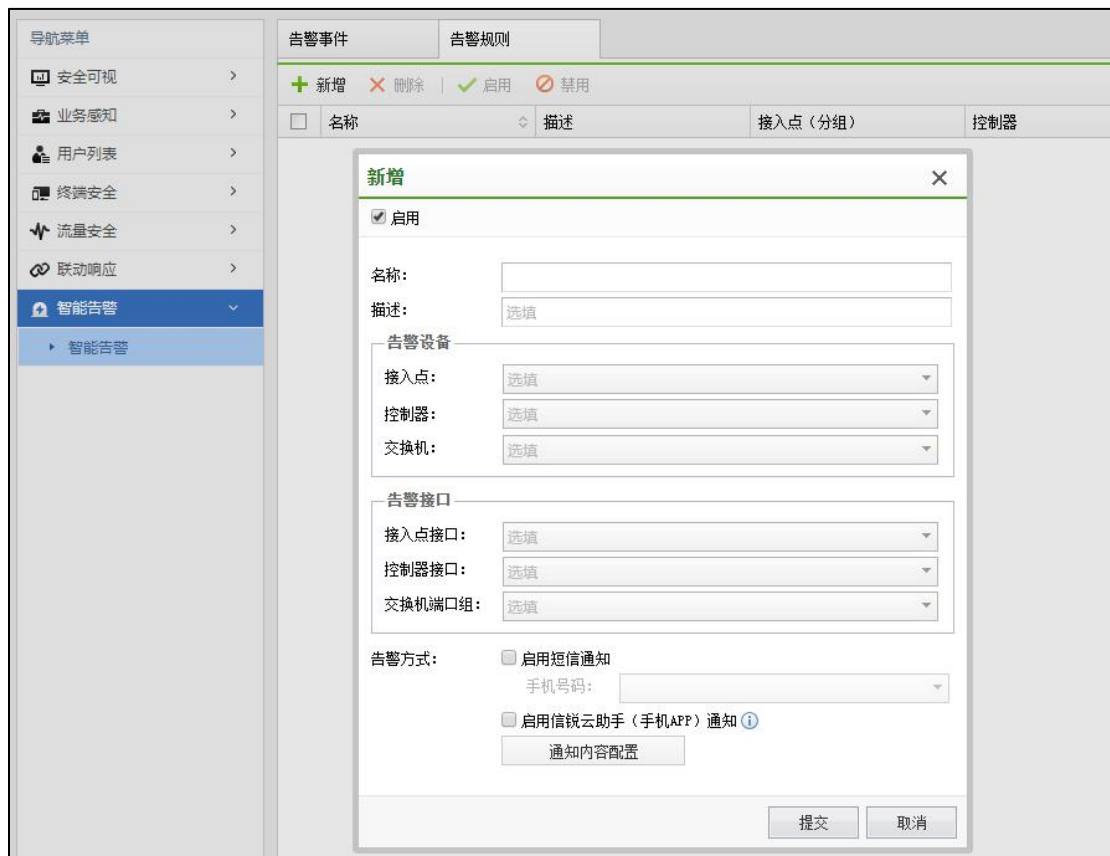 导航菜单
安全可视
业务感知
用户列表
终端安全
流量安全
联动响应
智能告警
智能告警
告警事件 告警规则
新增 删除 启用 禁用
名称 描述 接入点（分组） 控制器
新增
启用
名称：
描述： 选填
告警设备
接入点： 选填
控制器： 选填
交换机： 选填
告警接口
接入点接口： 选填
控制器接口： 选填
交换机端口组： 选填
告警方式： 启用短信通知
手机号码：
启用信锐云助手（手机APP）通知
通知内容配置
提交 取消